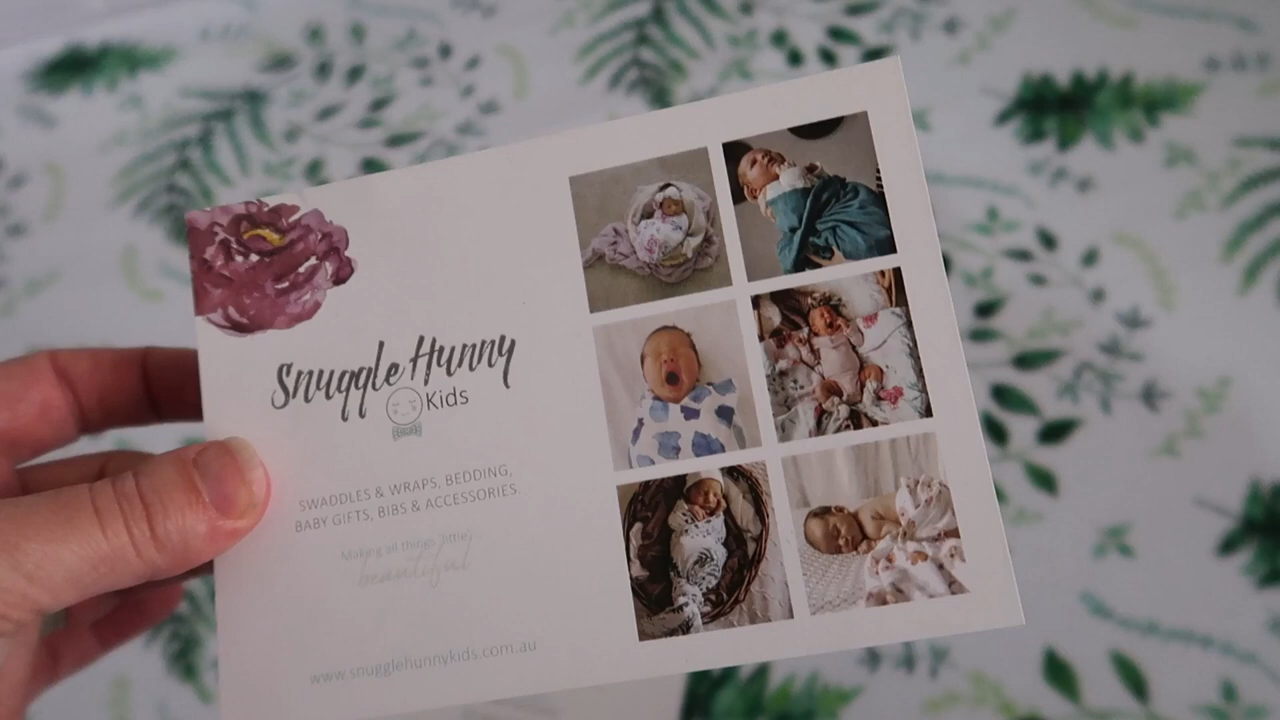 Snuggle Hunny
Kids
SWADDLES & WRAPS, BEDDING,
BABY GIFTS, BIBS & ACCESSORIES.
Making all things 'little'
beautiful
www.snugglehunnykids.com.au